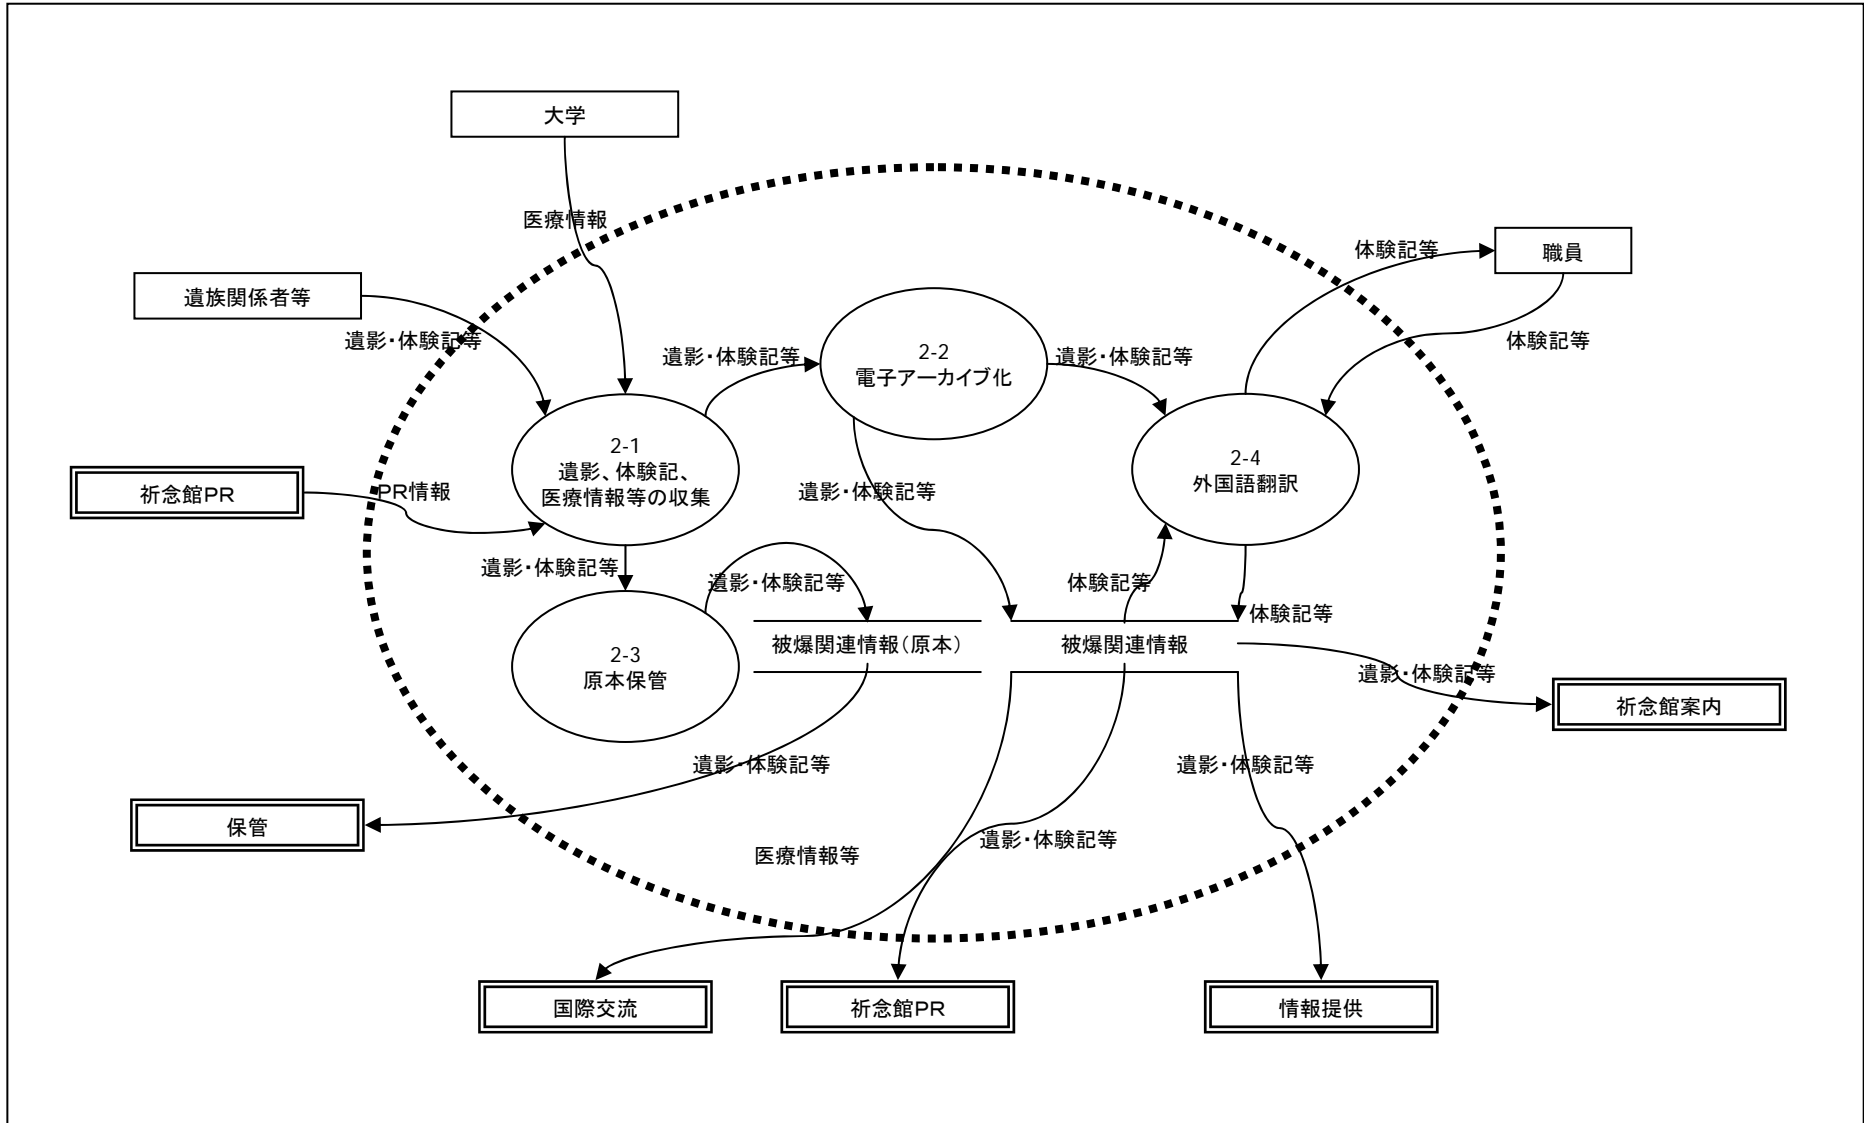 大学
医療情報
体験記等
職員
遺族関係者等
遺影・体験記等
体験記等
遺影・体験記等
2-2
電子アーカイブ化
遺影・体験記等
2-1
遺影、体験記、
医療情報等の収集
2-4
外国語翻訳
祈念館PR
PR情報
遺影・体験記等
遺影・体験記等
遺影・体験記等
体験記等
体験記等
2-3
原本保管
被爆関連情報(原本)
被爆関連情報
遺影・体験記等
祈念館案内
遺影・体験記等
遺影・体験記等
保管
医療情報等
遺影・体験記等
国際交流
祈念館PR
情報提供